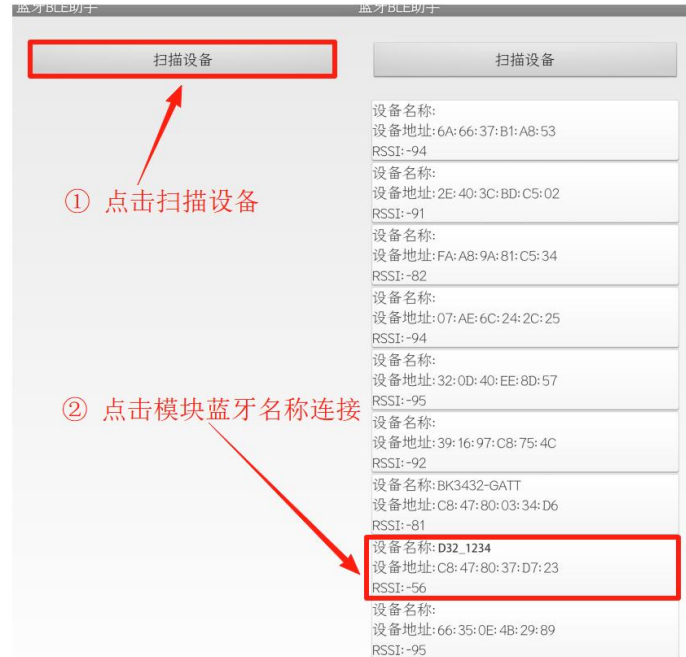 蓝牙BLE助手
扫描设备
① 点击扫描设备
② 点击模块蓝牙名称连接
蓝牙BLE助手
扫描设备
设备名称:
设备地址:6A:66:37:B1:A8:53
RSSI:-94
设备名称:
设备地址:2E:40:3C:BD:C5:02
RSSI:-91
设备名称:
设备地址:FA:A8:9A:81:C5:34
RSSI:-82
设备名称:
设备地址:07:AE:6C:24:2C:25
RSSI:-94
设备名称:
设备地址:32:0D:40:EE:8D:57
RSSI:-95
设备名称:
设备地址:39:16:97:C8:75:4C
RSSI:-92
设备名称:BK3432-GATT
设备地址:C8:47:80:03:34:D6
RSSI:-81
设备名称:D32_1234
设备地址:C8:47:80:37:D7:23
RSSI:-56
设备名称:
设备地址:66:35:0E:4B:29:89
RSSI:-95